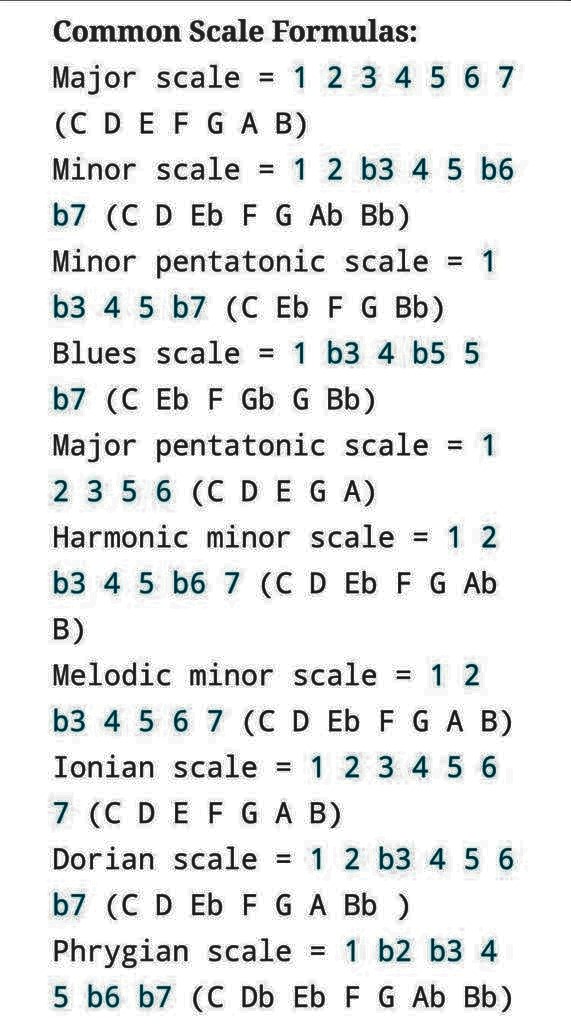 Common Scale Formulas:
Major scale = 1 2 3 4 5 6 7
(C D E F G A B)
Minor scale = 1 2 b3 4 5 b6
b7 (C D Eb F G Ab Bb)
Minor pentatonic scale = 1
b3 4 5 b7 (C Eb F G Bb)
Blues scale = 1 b3 4 b5 5
b7 (C Eb F Gb G Bb)
Major pentatonic scale = 1
2 3 5 6 (C D E G A)
Harmonic minor scale = 1 2
b3 4 5 b6 7 (C D Eb F G Ab
B)
Melodic minor scale = 1 2
b3 4 5 6 7 (C D Eb F G A B)
Ionian scale = 1 2 3 4 5 6
7 (C D E F G A B)
Dorian scale = 1 2 b3 4 5 6
b7 (C D Eb F G A Bb )
Phrygian scale = 1 b2 b3 4
5 b6 b7 (C Db Eb F G Ab Bb)